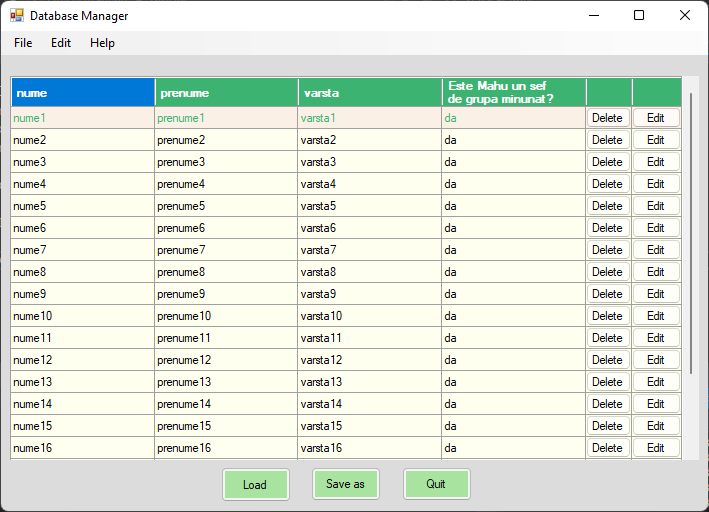 Database Manager
File Edit Help
nume prenume varsta Este Mahu un sef
de grupa minunat?
nume1 prenume1 varsta1 da Delete Edit
nume2 prenume2 varsta2 da Delete Edit
nume3 prenume3 varsta3 da Delete Edit
nume4 prenume4 varsta4 da Delete Edit
nume5 prenume5 varsta5 da Delete Edit
nume6 prenume6 varsta6 da Delete Edit
nume7 prenume7 varsta7 da Delete Edit
nume8 prenume8 varsta8 da Delete Edit
nume9 prenume9 varsta9 da Delete Edit
nume10 prenume10 varsta10 da Delete Edit
nume11 prenume11 varsta11 da Delete Edit
nume12 prenume12 varsta12 da Delete Edit
nume13 prenume13 varsta13 da Delete Edit
nume14 prenume14 varsta14 da Delete Edit
nume15 prenume15 varsta15 da Delete Edit
nume16 prenume16 varsta16 da Delete Edit
Load Save as Quit